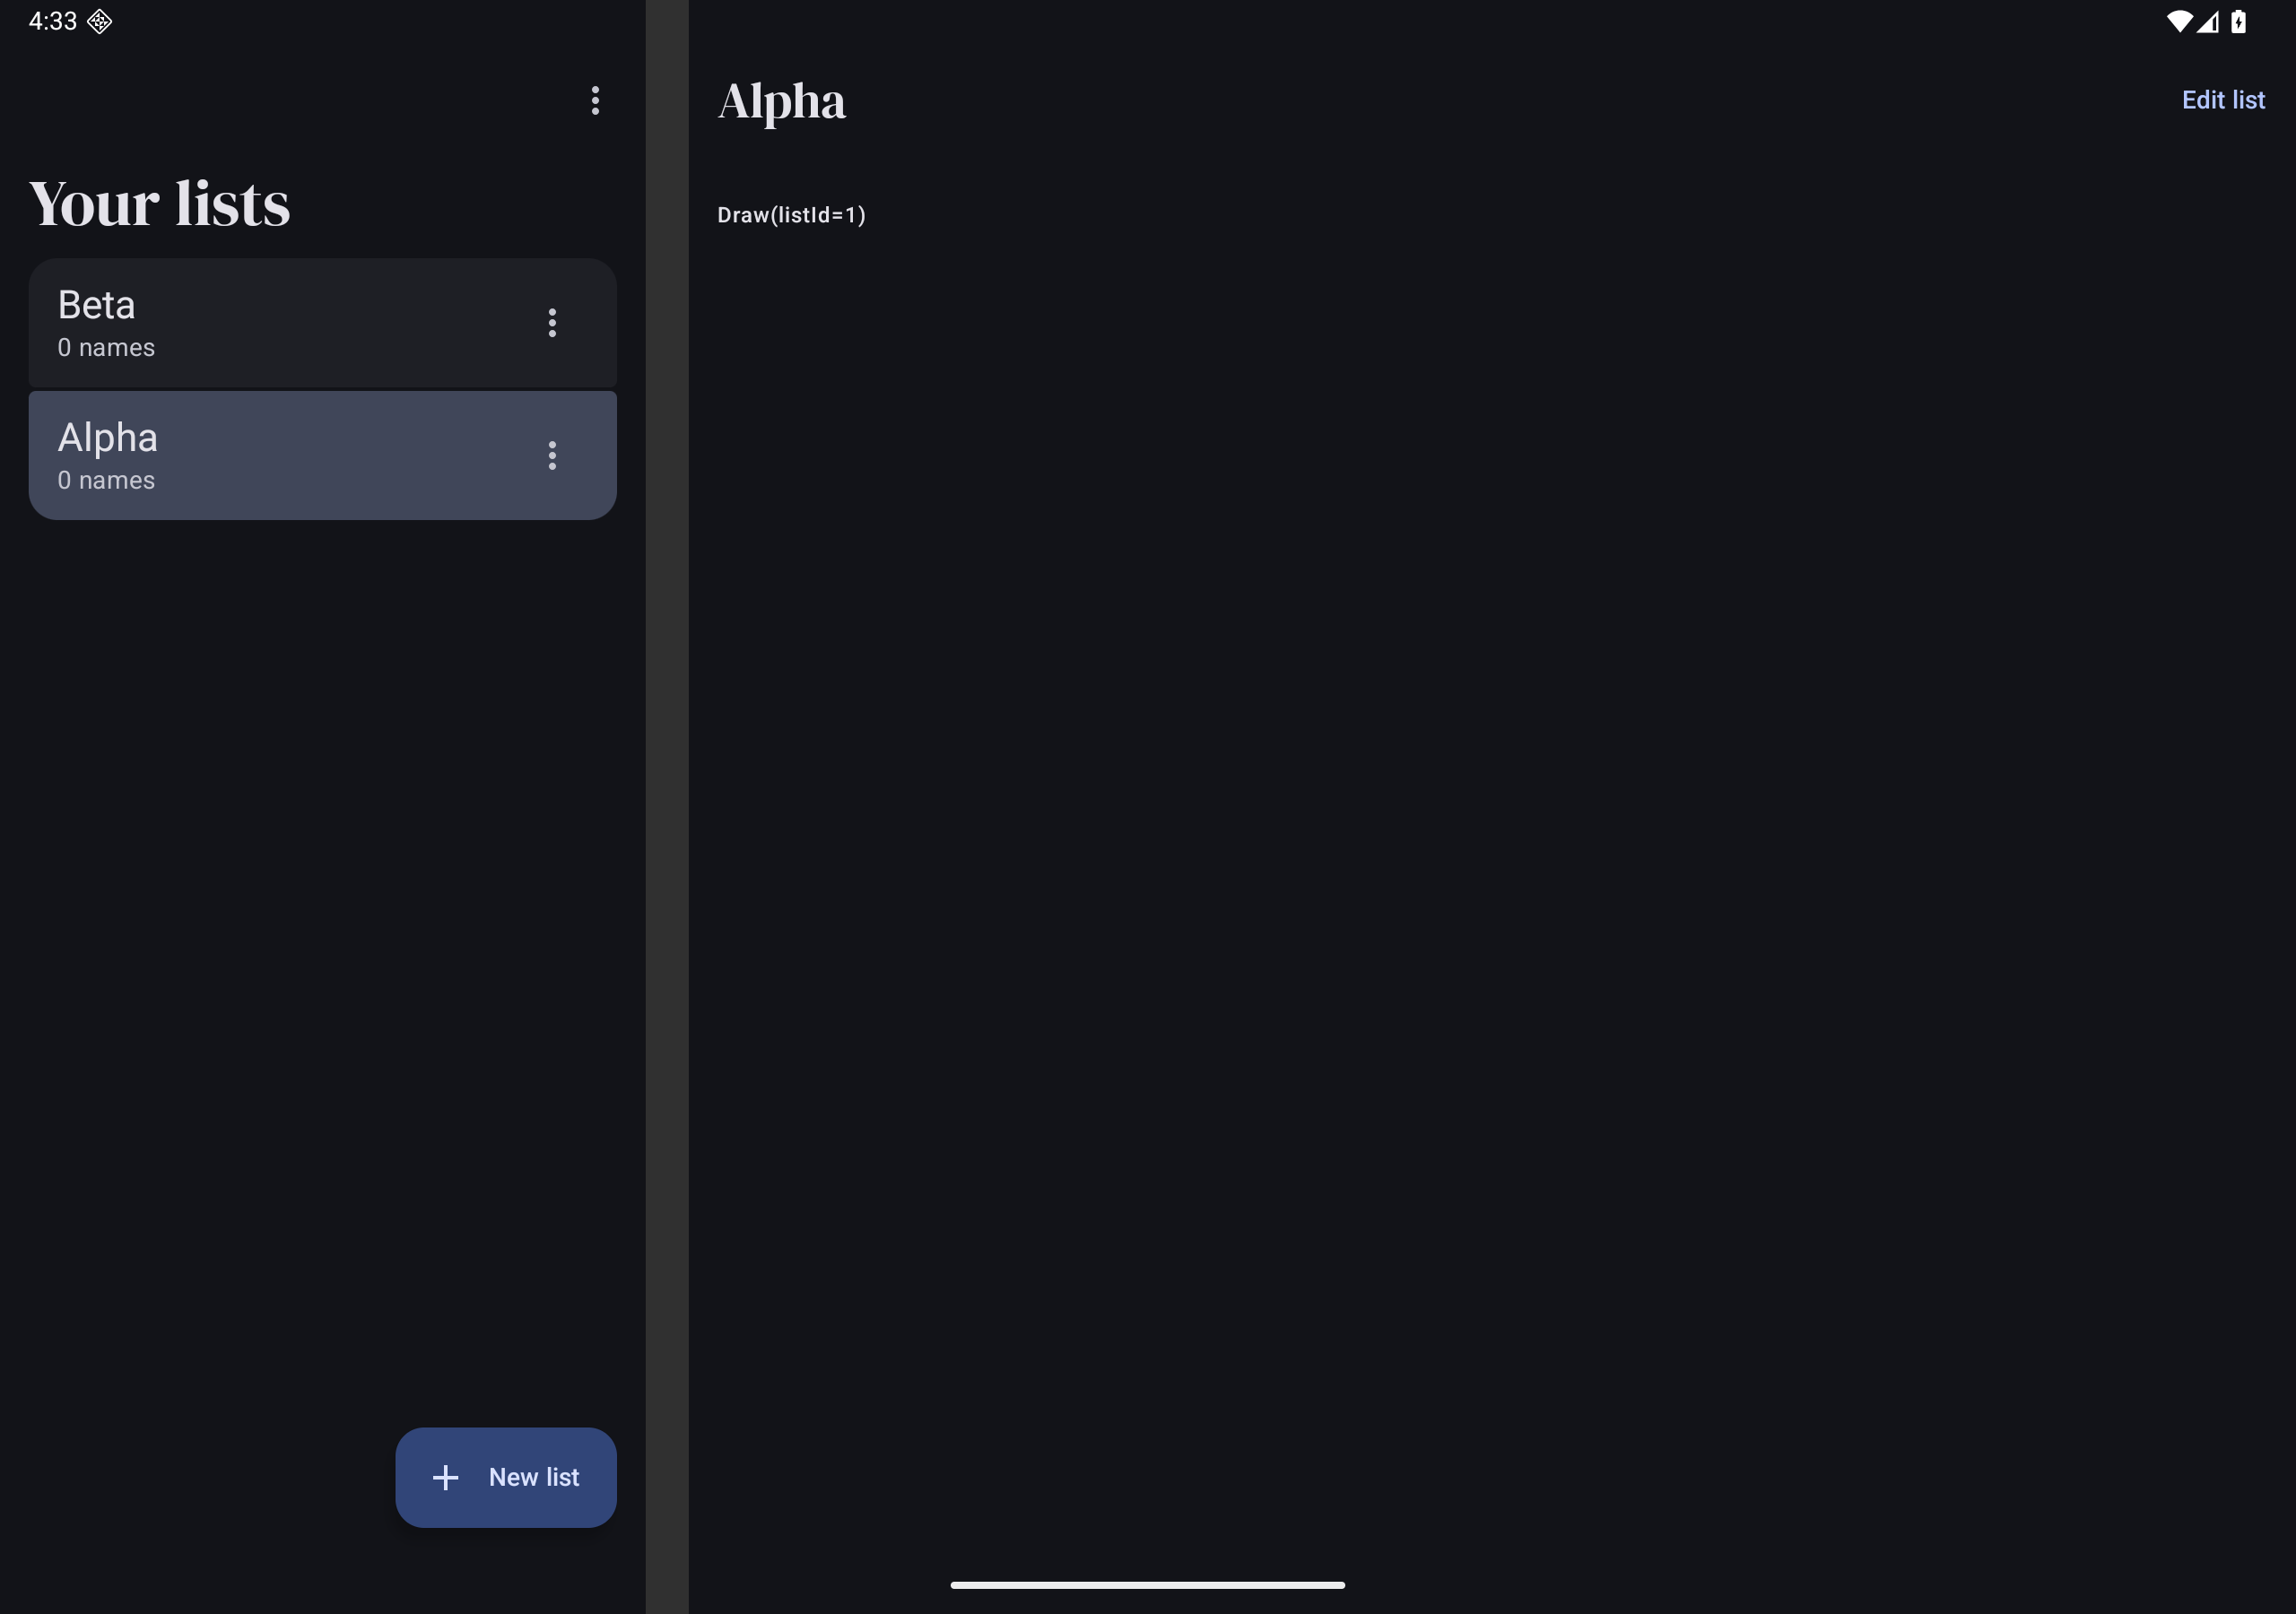 4:33
Your lists
Beta
0 names
Alpha
0 names
New list
Alpha
Edit list
Draw(listId=1)